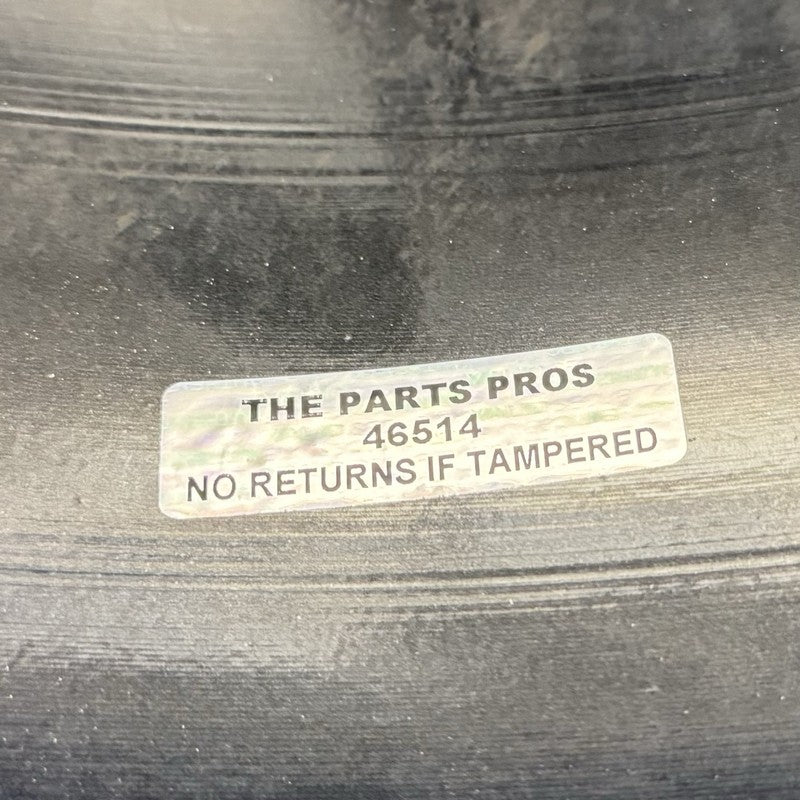 THE PARTS PROS
46514
NO RETURNS IF TAMPERED